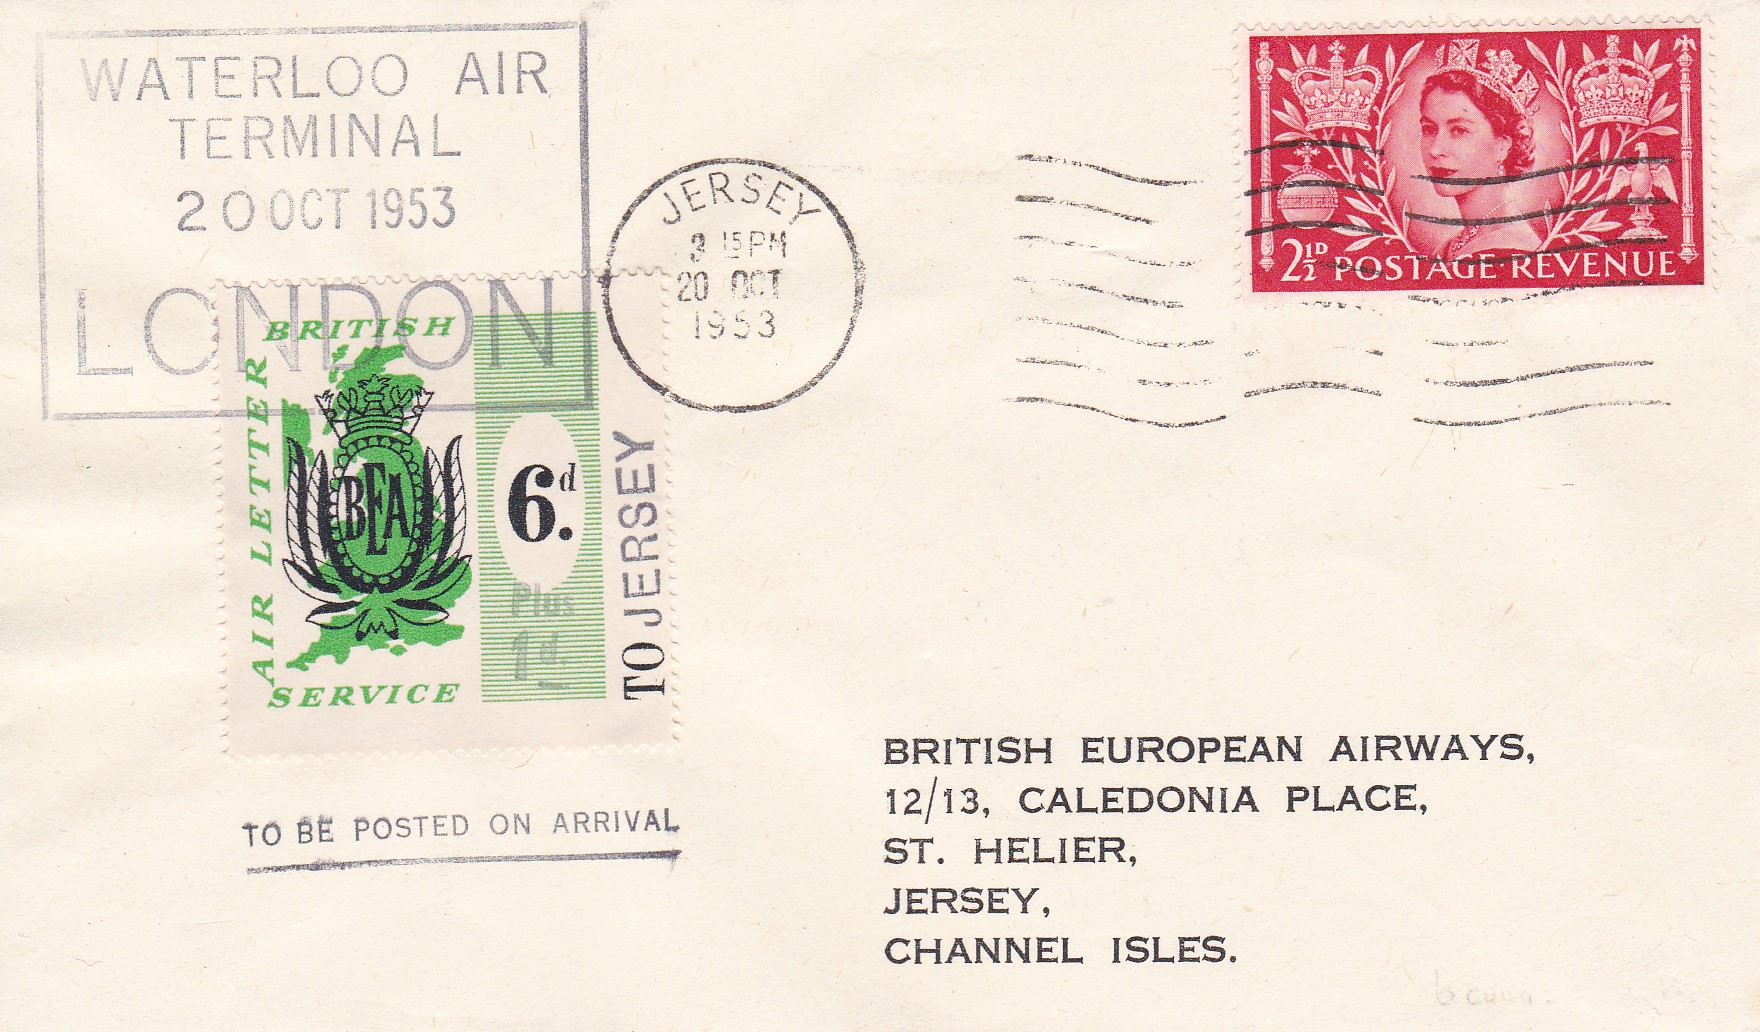 WATERLOO AIR
TERMINAL
20 OCT 1953
LONDON
JERSEY
3 15 PM
20 OCT
1953
2½D POSTAGE·REVENUE
BRITISH
AIR LETTER
SERVICE
BEA
6d.
Plus
1d.
TO JERSEY
TO BE POSTED ON ARRIVAL
BRITISH EUROPEAN AIRWAYS,
12/13, CALEDONIA PLACE,
ST. HELIER,
JERSEY,
CHANNEL ISLES.